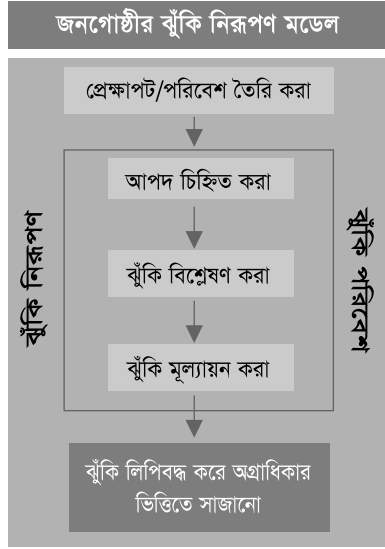 জনগোষ্ঠীর ঝুঁকি নিরূপণ মডেল
প্রেক্ষাপট/পরিবেশ তৈরি করা
আপদ চিহ্নিত করা
ঝুঁকি নিরূপণ
ঝুঁকি পরিবেশ
ঝুঁকি বিশ্লেষণ করা
ঝুঁকি মূল্যায়ন করা
ঝুঁকি লিপিবদ্ধ করে অগ্রাধিকার
ভিত্তিতে সাজানো